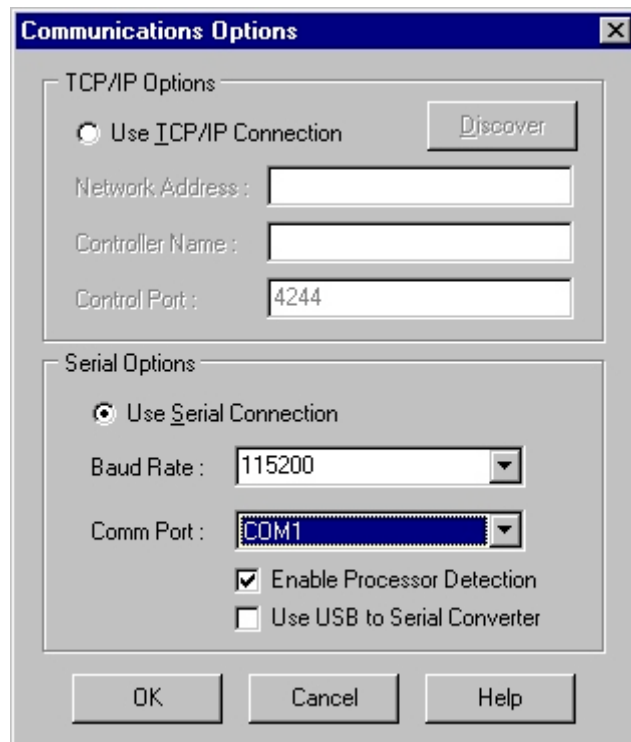 Communications Options
TCP/IP Options
Use TCP/IP Connection
Discover
Network Address :
Controller Name :
Control Port :
4244
Serial Options
Use Serial Connection
Baud Rate :
115200
Comm Port :
COM1
Enable Processor Detection
Use USB to Serial Converter
OK
Cancel
Help